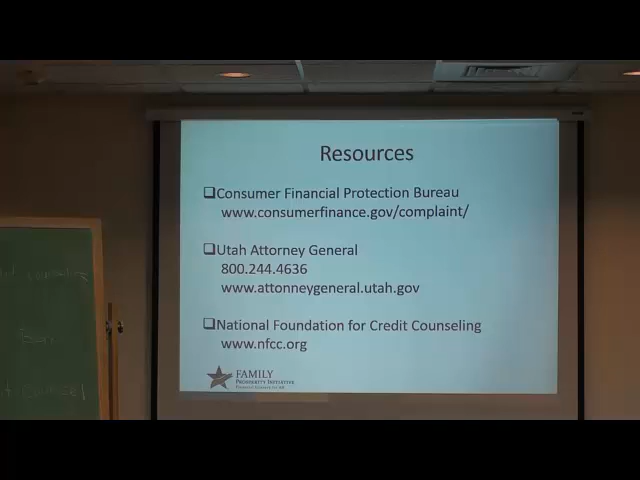 Resources
❑Consumer Financial Protection Bureau
www.consumerfinance.gov/complaint/
❑Utah Attorney General
800.244.4636
www.attonneygeneral.utah.gov
❑National Foundation for Credit Counseling
www.nfcc.org
FAMILY
PROSPERITY INITIATIVE
Counsel